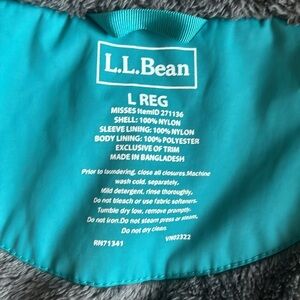 L.L.Bean
L REG
MISSES ItemID 271136
SHELL: 100% NYLON
SLEEVE LINING: 100% NYLON
BODY LINING: 100% POLYESTER
EXCLUSIVE OF TRIM
MADE IN BANGLADESH
Prior to laundering, close all closures.Machine
wash cold, separately,
Mild detergent, rinse thoroughly,
Do not bleach or use fabric softeners.
Tumble dry low, remove promptly.
Do not iron.Do not steam press or steam,
Do not dry clean.
RN71341 VN02322